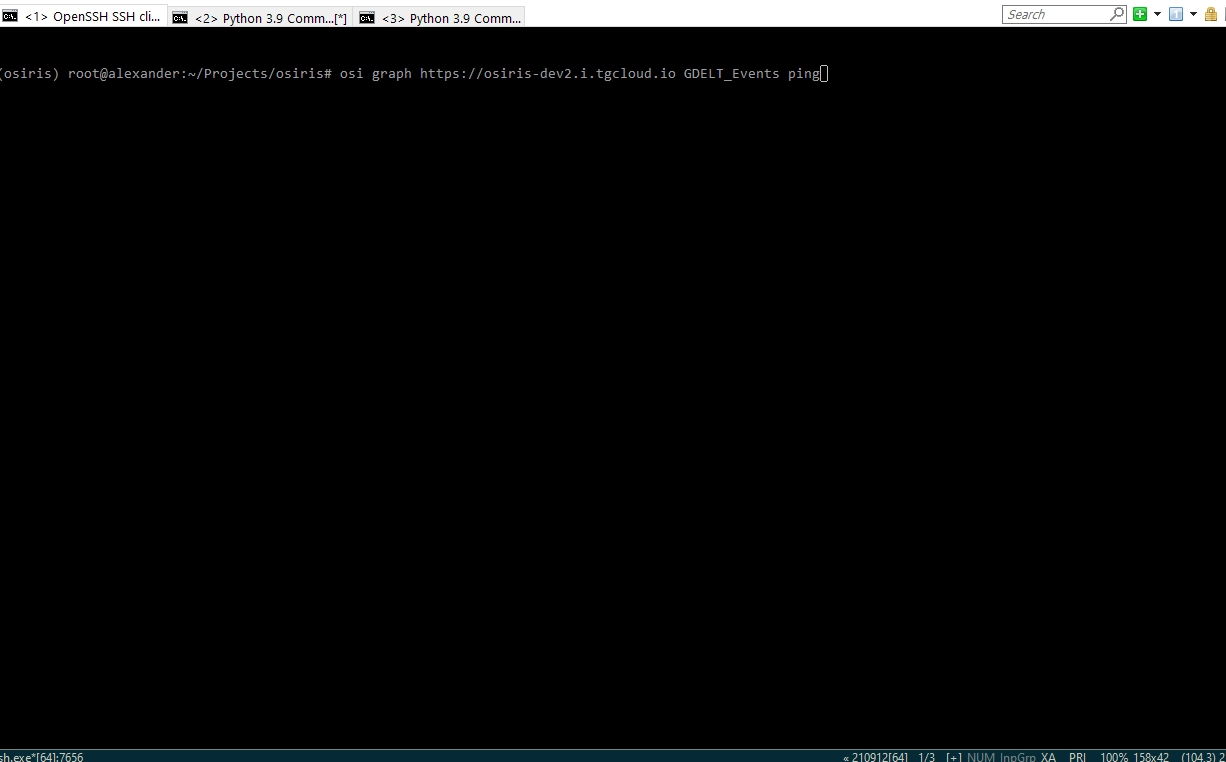 <1> OpenSSH SSH cli... <2> Python 3.9 Comm...[*] <3> Python 3.9 Comm... Search
(osiris) root@alexander:~/Projects/osiris# osi graph https://osiris-dev2.i.tgcloud.io GDELT_Events ping
sh.exe*[64]:7656 « 210912[64] 1/3 [+] NUM InpGrp XA PRI 100% 158x42 (104,3) 2